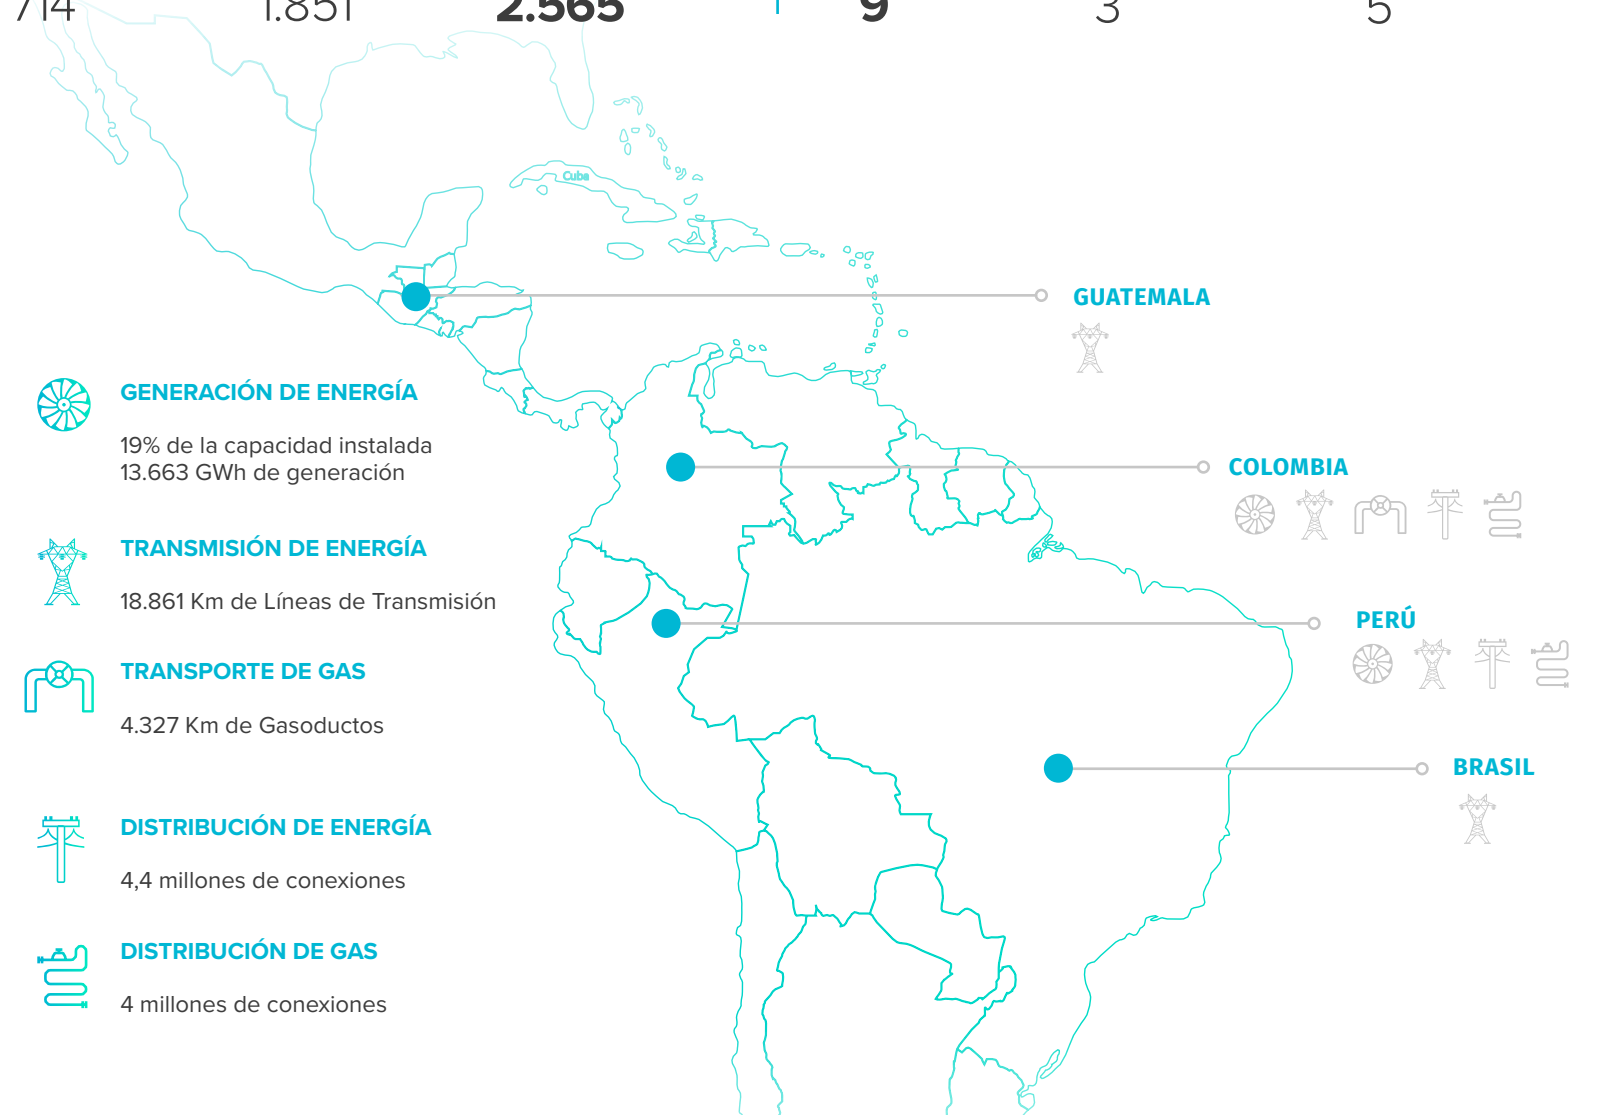 714 1.851 2.565 9 3 5
Cuba
GUATEMALA
GENERACIÓN DE ENERGÍA
19% de la capacidad instalada
13.663 GWh de generación
COLOMBIA
TRANSMISIÓN DE ENERGÍA
18.861 Km de Líneas de Transmisión
PERÚ
TRANSPORTE DE GAS
4.327 Km de Gasoductos
BRASIL
DISTRIBUCIÓN DE ENERGÍA
4,4 millones de conexiones
DISTRIBUCIÓN DE GAS
4 millones de conexiones